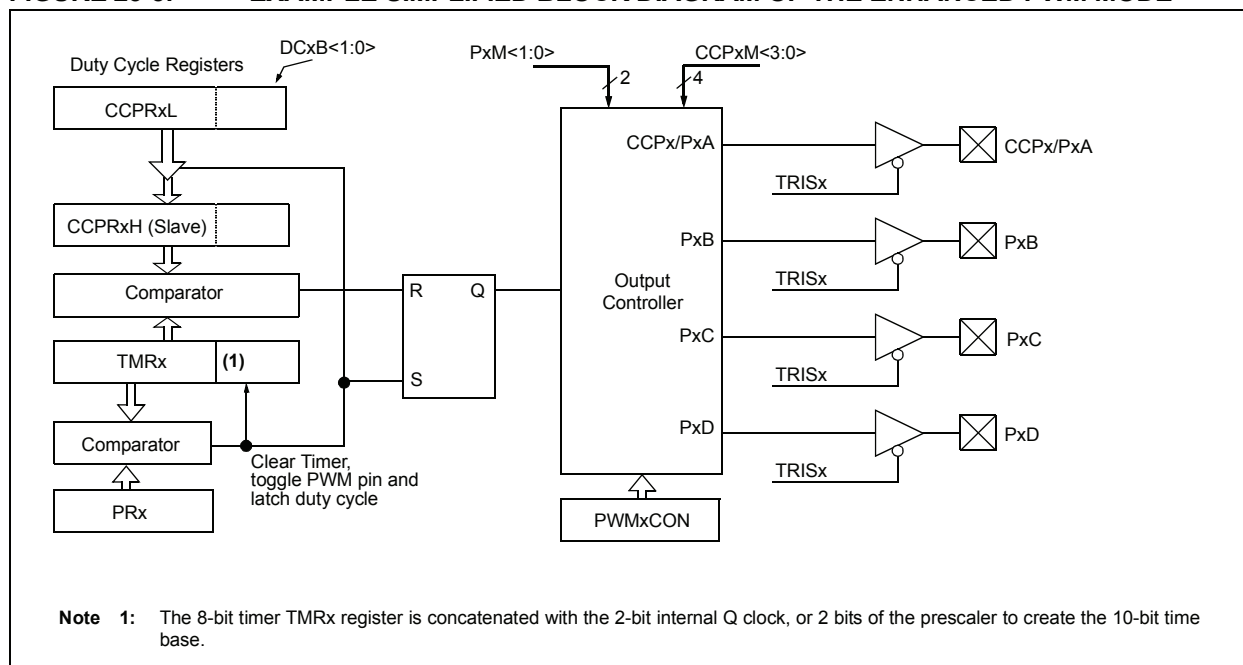 DCxB<1:0>
Duty Cycle Registers
CCPRxL
CCPRxH (Slave)
Comparator
TMRx
(1)
Comparator
PRx
Clear Timer,
toggle PWM pin and
latch duty cycle
R
Q
S
PxM<1:0>
2
CCPxM<3:0>
4
Output
Controller
CCPx/PxA
PxB
PxC
PxD
PWMxCON
TRISx
CCPx/PxA
TRISx
PxB
TRISx
PxC
TRISx
PxD
Note 1: The 8-bit timer TMRx register is concatenated with the 2-bit internal Q clock, or 2 bits of the prescaler to create the 10-bit time
base.